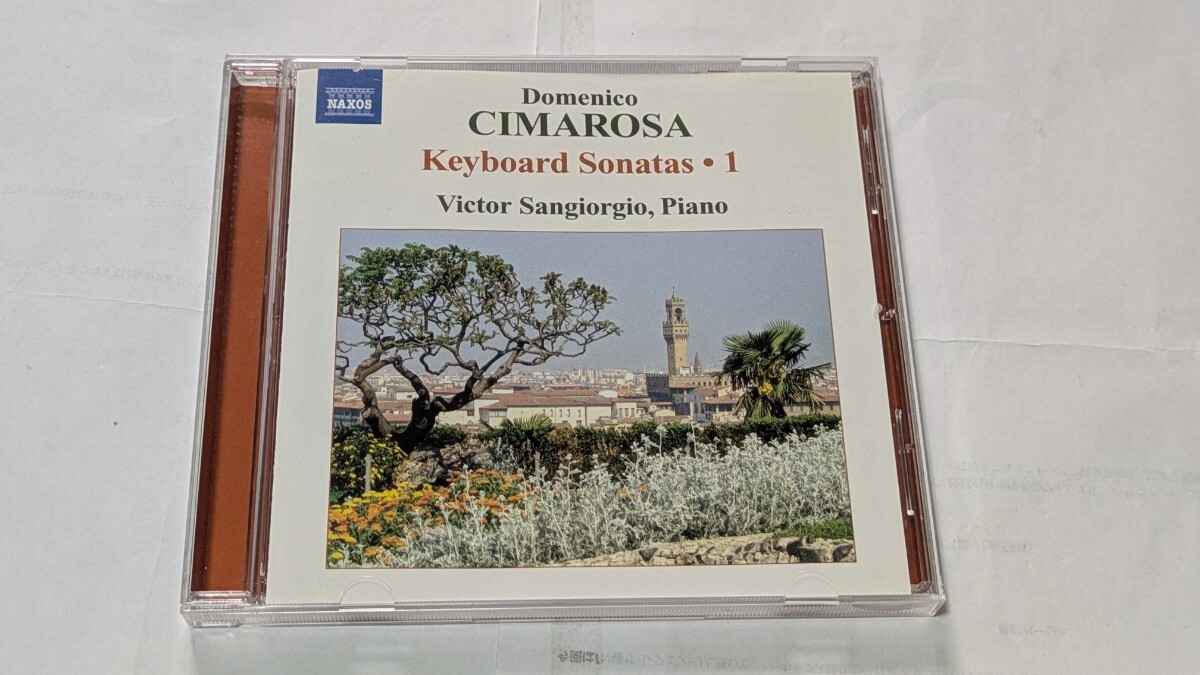 NAXOS
Domenico
CIMAROSA
Keyboard Sonatas • 1
Victor Sangiorgio, Piano